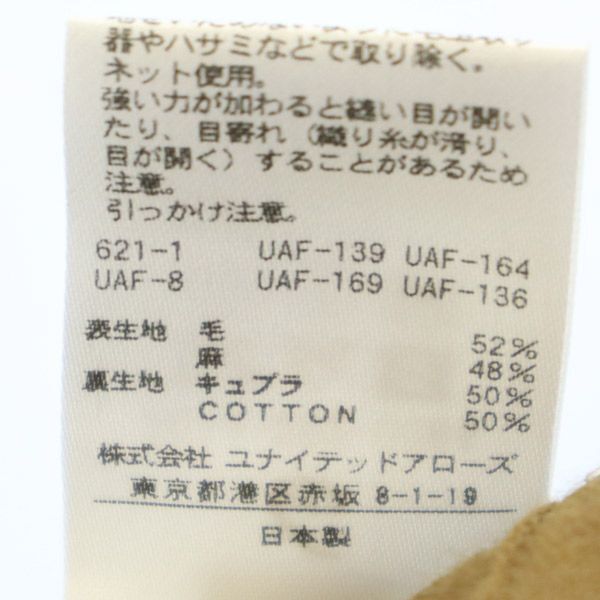 器やハサミなどで取り除く。
ネット使用。
強い力が加わると縫い目が開い
たり、目寄れ（織り糸が滑り、
目が開く）することがあるため
注意。
引っかけ注意。
621-1 UAF-139 UAF-164
UAF-8 UAF-169 UAF-136
表生地 毛 52%
麻 48%
裏生地 キュプラ 50%
COTTON 50%
株式会社 ユナイテッドアローズ
東京都港区赤坂 8-1-19
日本製